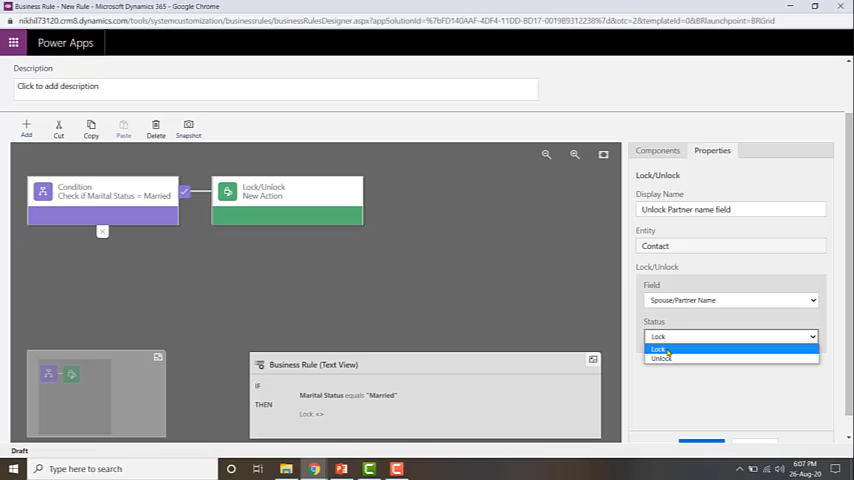 Business Rule - New Rule - Microsoft Dynamics 365 - Google Chrome
nikhil73120.crm8.dynamics.com/tools/systemcustomization/businessrules/businessRulesDesigner.aspx?appSolutionId=%7bFD140AAF-4DF4-11DD-BD17-0019B9312238%7d&otc=2&templateId=0&BRlaunchpoint=BRGrid
Power Apps
Description
Click to add description
Add
Cut
Copy
Paste
Delete
Snapshot
Condition
Check if Marital Status = Married
Lock/Unlock
New Action
Components
Properties
Lock/Unlock
Display Name
Unlock Partner name field
Entity
Contact
Lock/Unlock
Field
Spouse/Partner Name
Status
Lock
Lock
Unlock
Business Rule (Text View)
IF
Marital Status equals "Married"
THEN
Lock <>
Draft
Type here to search
6:07 PM
26-Aug-20